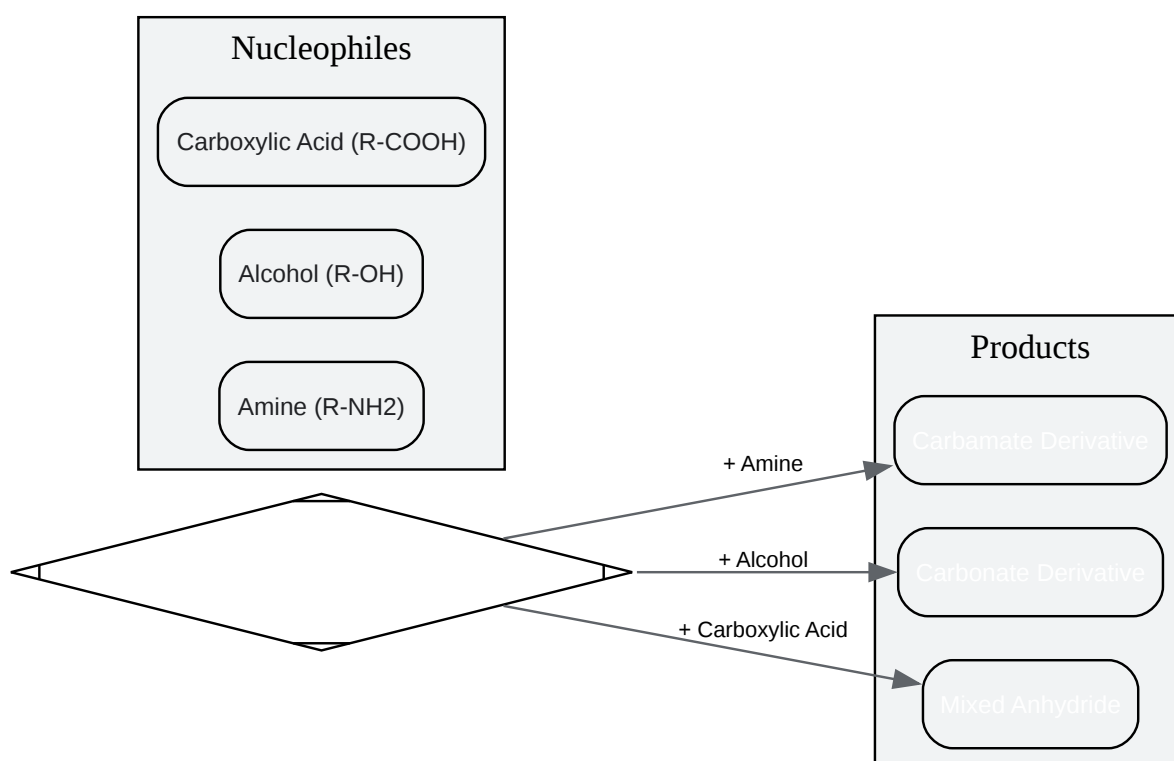 Nucleophiles
Carboxylic Acid (R-COOH)
Alcohol (R-OH)
Amine (R-NH2)
Products
Carbamate Derivative
+ Amine
+ Alcohol
Carbonate Derivative
+ Carboxylic Acid
Mixed Anhydride